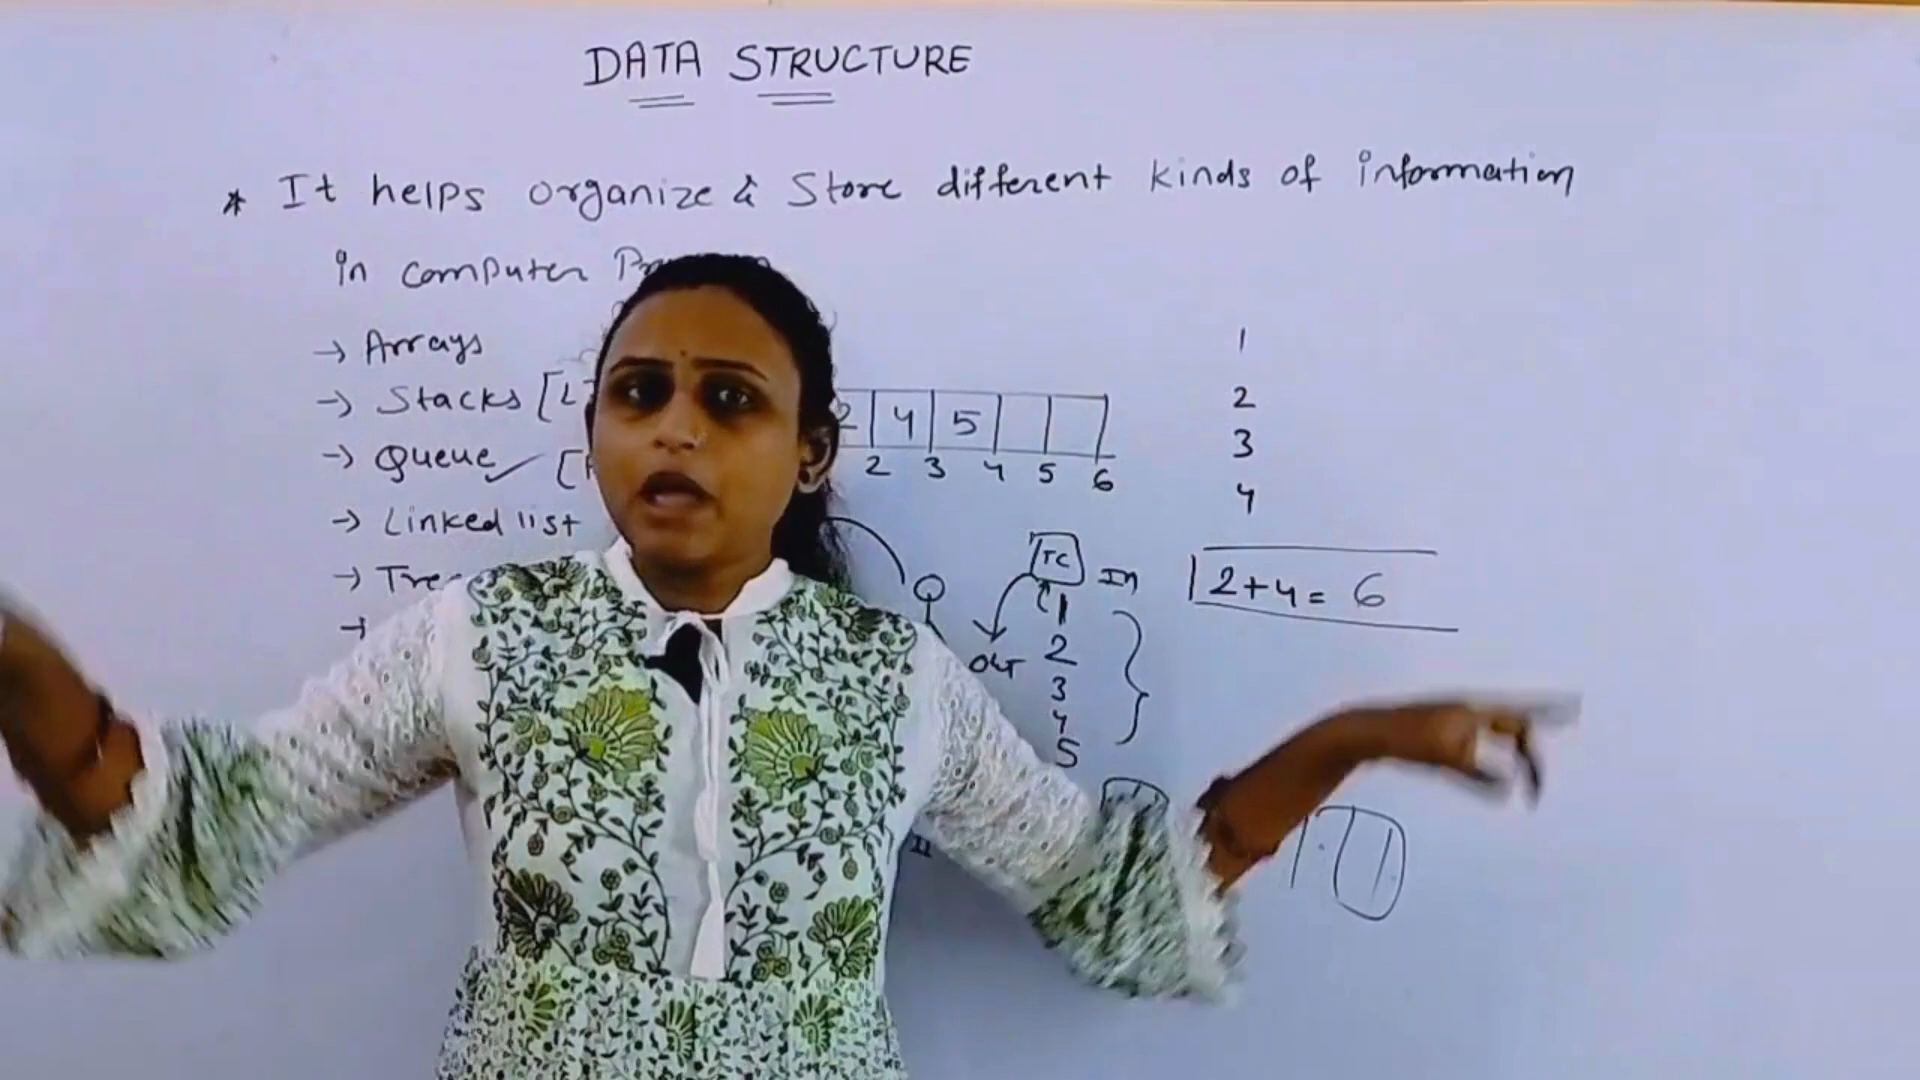 DATA STRUCTURE
* It helps organize & Store different kinds of information
in computer
→ Arrays
→ Stacks [L
→ Queue ✓ [
→ Linked list
→
→
2 4 5
2 3 4 5 6
1
2
3
4
TC In
OUT
1
2
3
4
5
2+4= 6